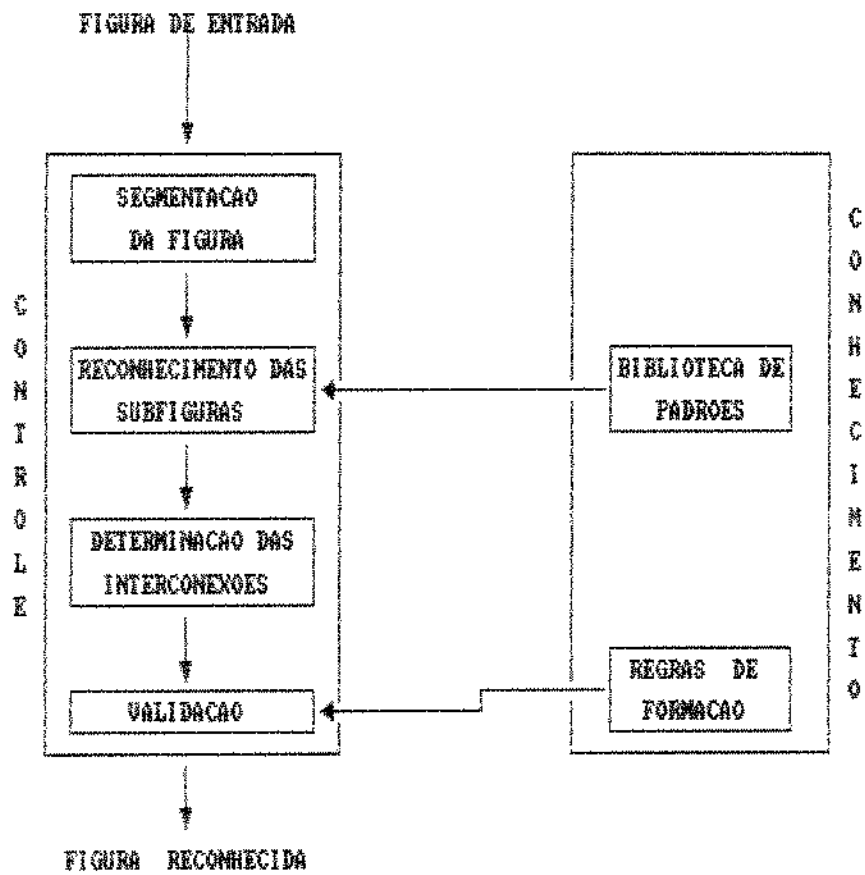 FIGURA DE ENTRADA
SEGMENTACAO
DA FIGURA
RECONHECIMENTO DAS
SUBFIGURAS
DETERMINACAO DAS
INTERCONEXOES
VALIDACAO
FIGURA RECONHECIDA
CONTROLE
BIBLIOTECA DE
PADROES
REGRAS DE
FORMACAO
CONHECIMENTO